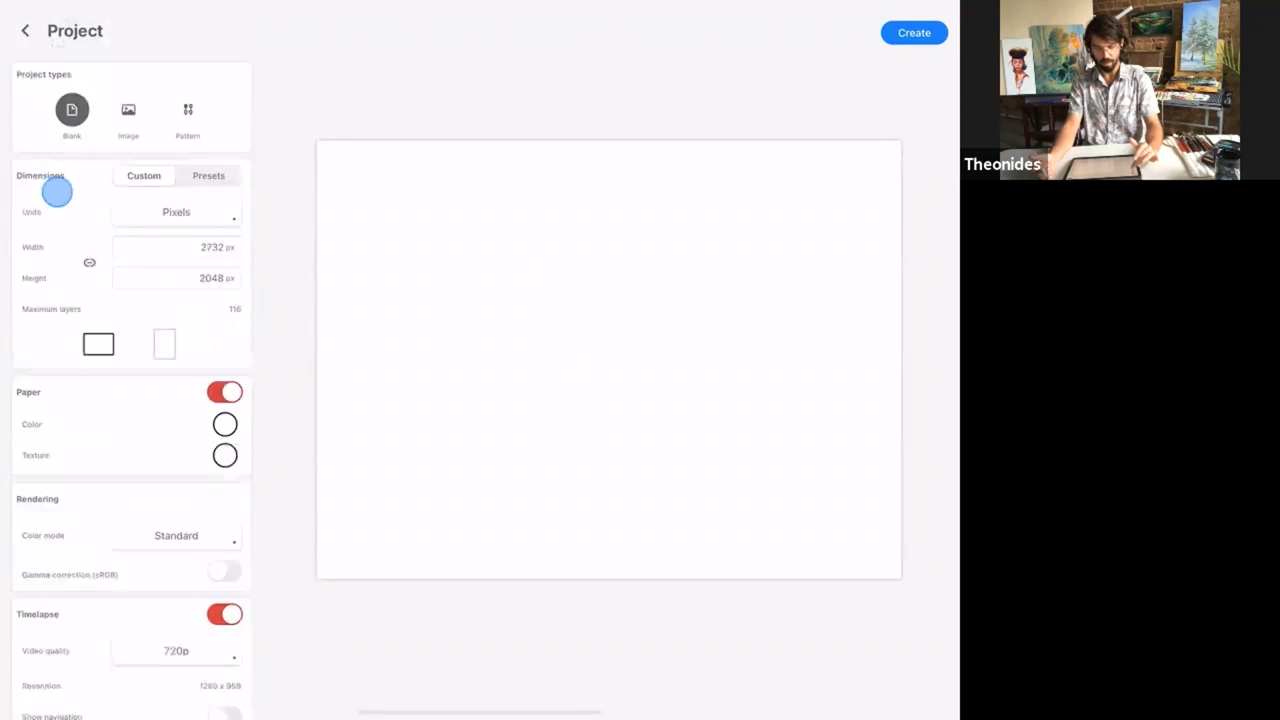 Project
Create
Project types
Blank
Image
Pattern
Dimensions
Custom
Presets
Undo
Pixels
Width
2732 px
Height
2048 px
Maximum layers
116
Paper
Color
Texture
Rendering
Color mode
Standard
Gamma correction (sRGB)
Timelapse
Video quality
720p
Resolution
1280 x 959
Show navigation
Theonides